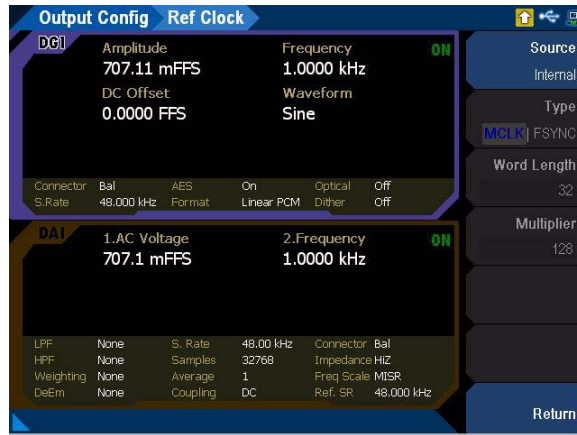 Output Config Ref Clock
DG1
Amplitude Frequency ON
707.11 mFFS 1.0000 kHz
DC Offset Waveform
0.0000 FFS Sine
Connector Bal AES On Optical Off
S.Rate 48.000 kHz Format Linear PCM Dither Off
DA1
1.AC Voltage 2.Frequency ON
707.1 mFFS 1.0000 kHz
LPF None S. Rate 48.00 kHz Connector Bal
HPF None Samples 32768 Impedance HiZ
Weighting None Average 1 Freq Scale MISR
DeEm None Coupling DC Ref. SR 48.000 kHz
Source
Internal
Type
MCLK | FSYNC
Word Length
32
Multiplier
128
Return